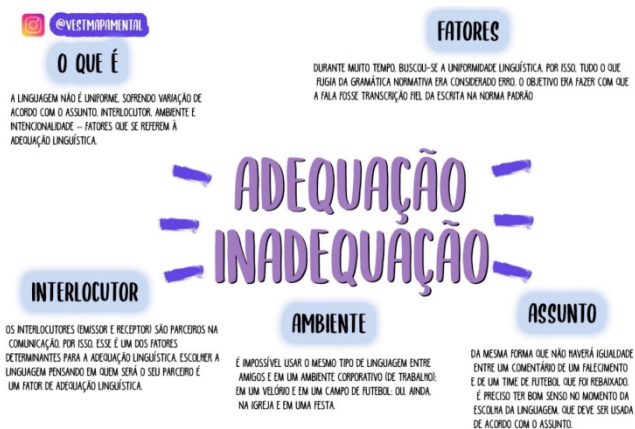 @VESTMAPAMENTAL
O QUE É
A LINGUAGEM NÃO É UNIFORME, SOFRENDO VARIAÇÃO DE
ACORDO COM O ASSUNTO, INTERLOCUTOR, AMBIENTE E
INTENCIONALIDADE – FATORES QUE SE REFEREM À
ADEQUAÇÃO LINGUÍSTICA.
FATORES
DURANTE MUITO TEMPO, BUSCOU-SE A UNIFORMIDADE LINGUÍSTICA. POR ISSO, TUDO O QUE
FUGIA DA GRAMÁTICA NORMATIVA ERA CONSIDERADO ERRO. O OBJETIVO ERA FAZER COM QUE
A FALA FOSSE TRANSCRIÇÃO FIEL DA ESCRITA NA NORMA PADRÃO
ADEQUAÇÃO
INADEQUAÇÃO
INTERLOCUTOR
OS INTERLOCUTORES (EMISSOR E RECEPTOR) SÃO PARCEIROS NA
COMUNICAÇÃO, POR ISSO, ESSE É UM DOS FATORES
DETERMINANTES PARA A ADEQUAÇÃO LINGUÍSTICA. ESCOLHER A
LINGUAGEM PENSANDO EM QUEM SERÁ O SEU PARCEIRO É
UM FATOR DE ADEQUAÇÃO LINGUÍSTICA.
AMBIENTE
É IMPOSSÍVEL USAR O MESMO TIPO DE LINGUAGEM ENTRE
AMIGOS E EM UM AMBIENTE CORPORATIVO (DE TRABALHO);
EM UM VELÓRIO E EM UM CAMPO DE FUTEBOL; OU, AINDA,
NA IGREJA E EM UMA FESTA.
ASSUNTO
DA MESMA FORMA QUE NÃO HAVERÁ IGUALDADE
ENTRE UM COMENTÁRIO DE UM FALECIMENTO
E DE UM TIME DE FUTEBOL QUE FOI REBAIXADO.
É PRECISO TER BOM SENSO NO MOMENTO DA
ESCOLHA DA LINGUAGEM, QUE DEVE SER USADA
DE ACORDO COM O ASSUNTO.